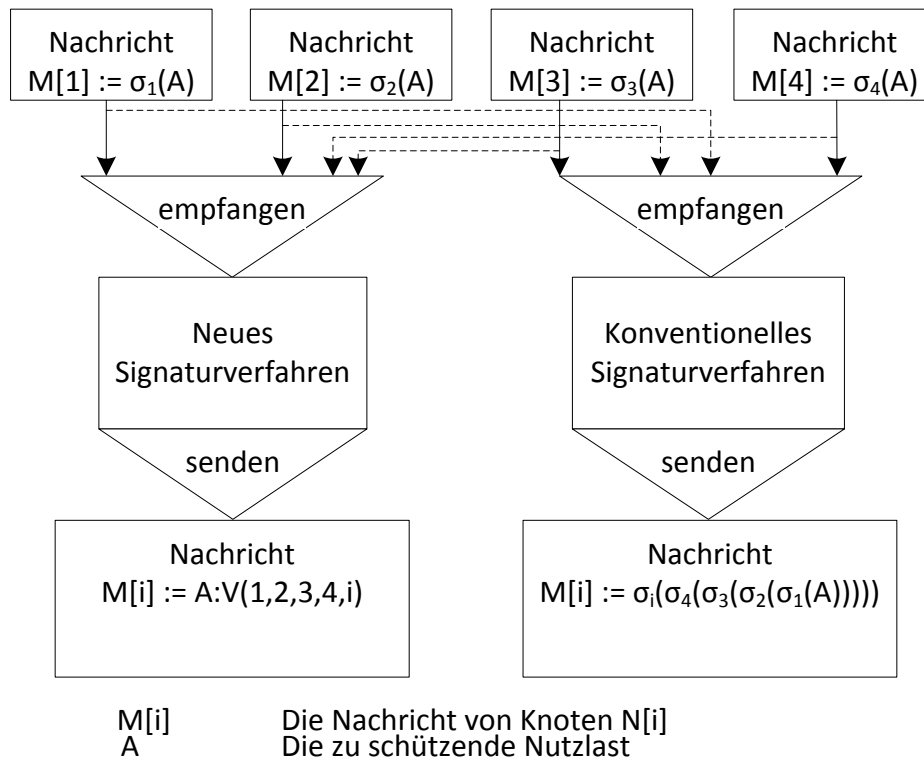 Nachricht
M[1] := σ₁(A)
Nachricht
M[2] := σ₂(A)
Nachricht
M[3] := σ₃(A)
Nachricht
M[4] := σ₄(A)
empfangen
empfangen
Neues
Signaturverfahren
Konventionelles
Signaturverfahren
senden
senden
Nachricht
M[i] := A:V(1,2,3,4,i)
Nachricht
M[i] := σᵢ(σ₄(σ₃(σ₂(σ₁(A)))))
M[i] Die Nachricht von Knoten N[i]
A Die zu schützende Nutzlast